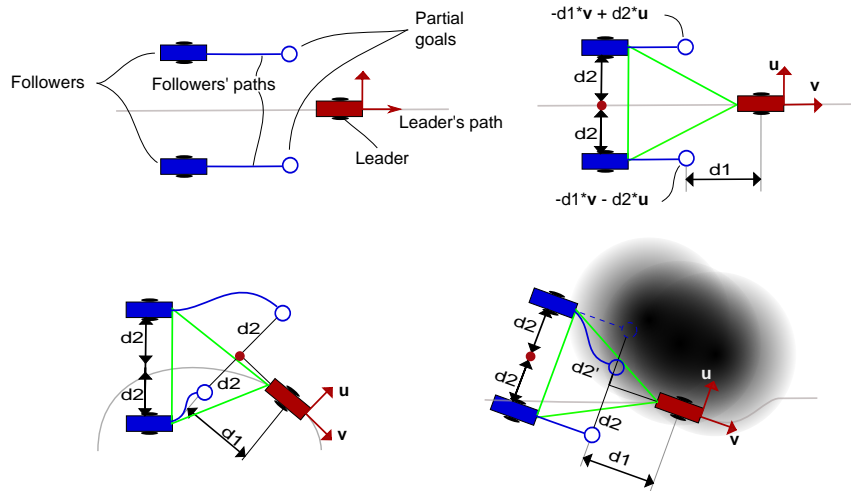 Partial
goals
Followers
Followers' paths
Leader's path
Leader
-d1*v + d2*u
u
v
d2
d2
d1
-d1*v - d2*u
d2
d2
d2
d2
d1
u
v
d2
d2
d2'
d2
d1
u
v